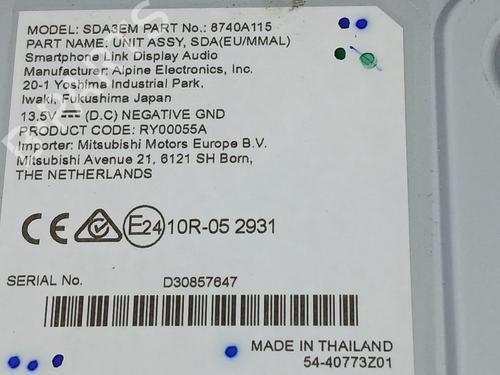 MODEL: SDA3EM PART No.: 8740A115
PART NAME: UNIT ASSY, SDA(EU/MMAL)
Smartphone Link Display Audio
Manufacturer: Alpine Electronics, Inc.
20-1 Yoshima Industrial Park,
Iwaki, Fukushima Japan
13.5V ⎓ (D.C) NEGATIVE GND
PRODUCT CODE: RY00055A
Importer: Mitsubishi Motors Europe B.V.
Mitsubishi Avenue 21, 6121 SH Born,
THE NETHERLANDS
CE E24 10R-05 2931
SERIAL No. D30857647
MADE IN THAILAND
54-40773Z01